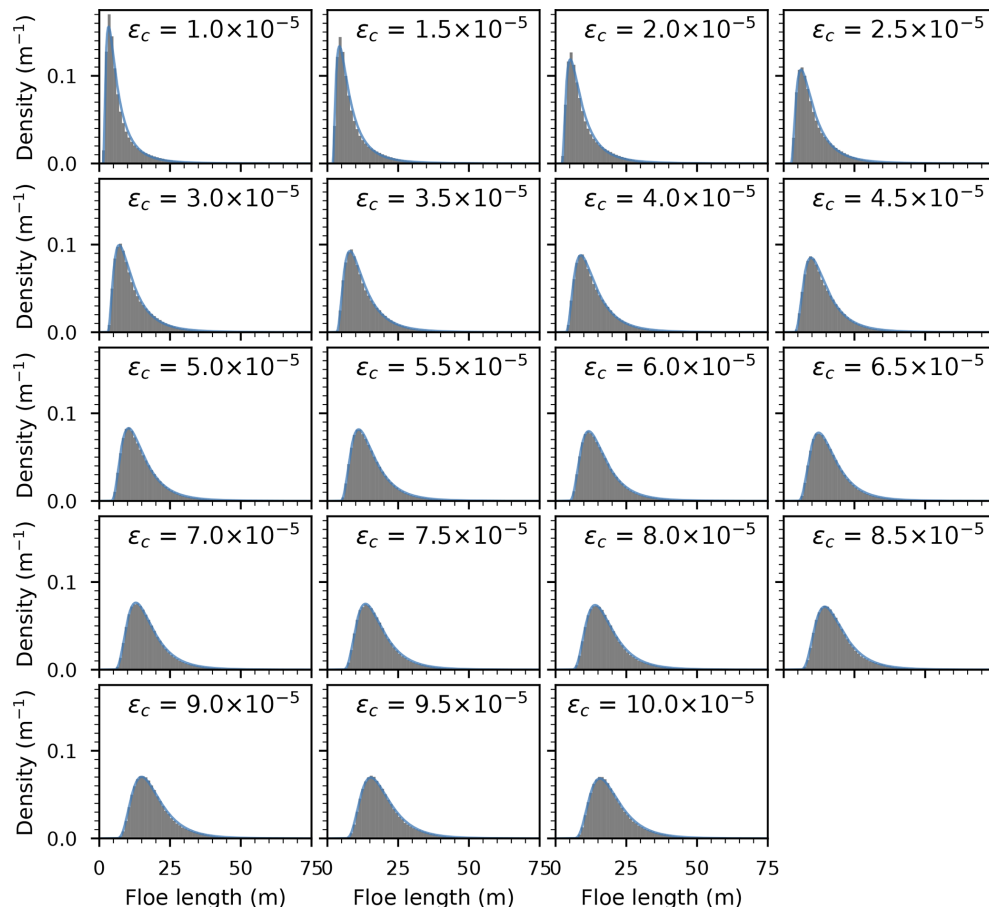 Density (m⁻¹)
0.1
0.0
ε_c = 1.0×10⁻⁵
ε_c = 1.5×10⁻⁵
ε_c = 2.0×10⁻⁵
ε_c = 2.5×10⁻⁵
Density (m⁻¹)
0.1
0.0
ε_c = 3.0×10⁻⁵
ε_c = 3.5×10⁻⁵
ε_c = 4.0×10⁻⁵
ε_c = 4.5×10⁻⁵
Density (m⁻¹)
0.1
0.0
ε_c = 5.0×10⁻⁵
ε_c = 5.5×10⁻⁵
ε_c = 6.0×10⁻⁵
ε_c = 6.5×10⁻⁵
Density (m⁻¹)
0.1
0.0
ε_c = 7.0×10⁻⁵
ε_c = 7.5×10⁻⁵
ε_c = 8.0×10⁻⁵
ε_c = 8.5×10⁻⁵
Density (m⁻¹)
0.1
0.0
ε_c = 9.0×10⁻⁵
ε_c = 9.5×10⁻⁵
ε_c = 10.0×10⁻⁵
0 25 50 75
0 25 50 75
0 25 50 75
Floe length (m)
Floe length (m)
Floe length (m)